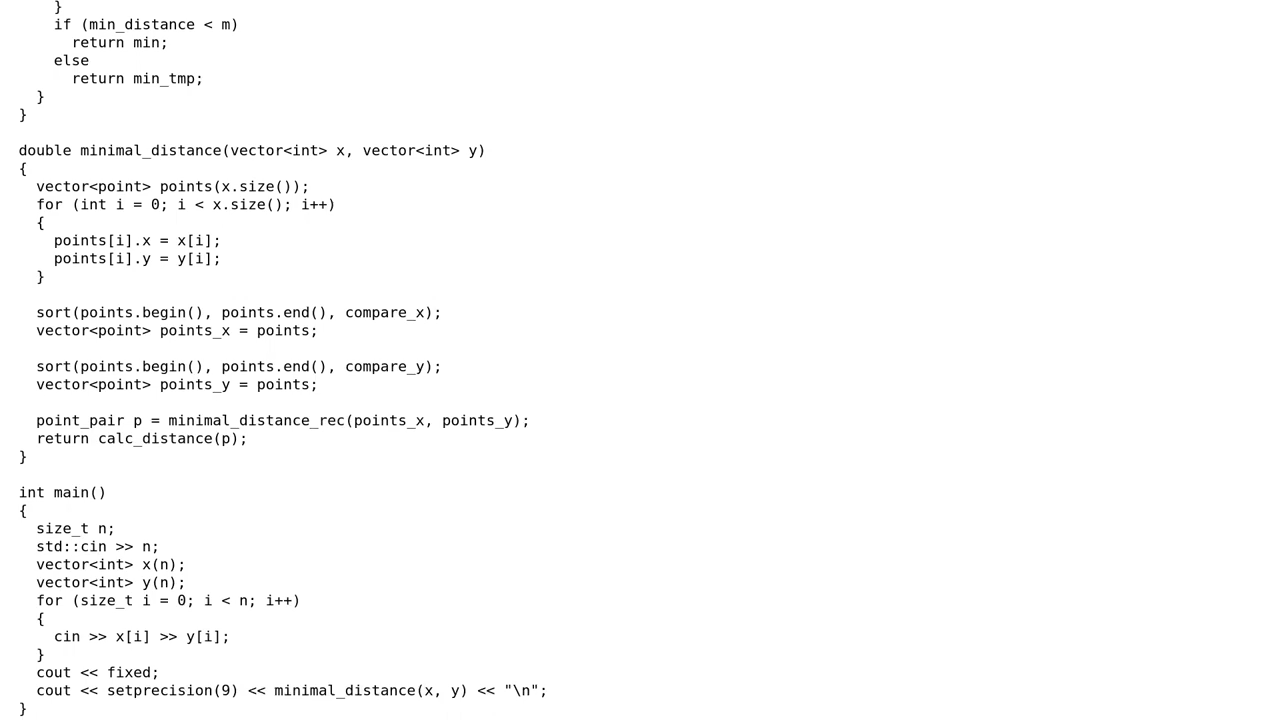 }
    if (min_distance < m)
      return min;
    else
      return min_tmp;
  }
}

double minimal_distance(vector<int> x, vector<int> y)
{
  vector<point> points(x.size());
  for (int i = 0; i < x.size(); i++)
  {
    points[i].x = x[i];
    points[i].y = y[i];
  }

  sort(points.begin(), points.end(), compare_x);
  vector<point> points_x = points;

  sort(points.begin(), points.end(), compare_y);
  vector<point> points_y = points;

  point_pair p = minimal_distance_rec(points_x, points_y);
  return calc_distance(p);
}

int main()
{
  size_t n;
  std::cin >> n;
  vector<int> x(n);
  vector<int> y(n);
  for (size_t i = 0; i < n; i++)
  {
    cin >> x[i] >> y[i];
  }
  cout << fixed;
  cout << setprecision(9) << minimal_distance(x, y) << "\n";
}